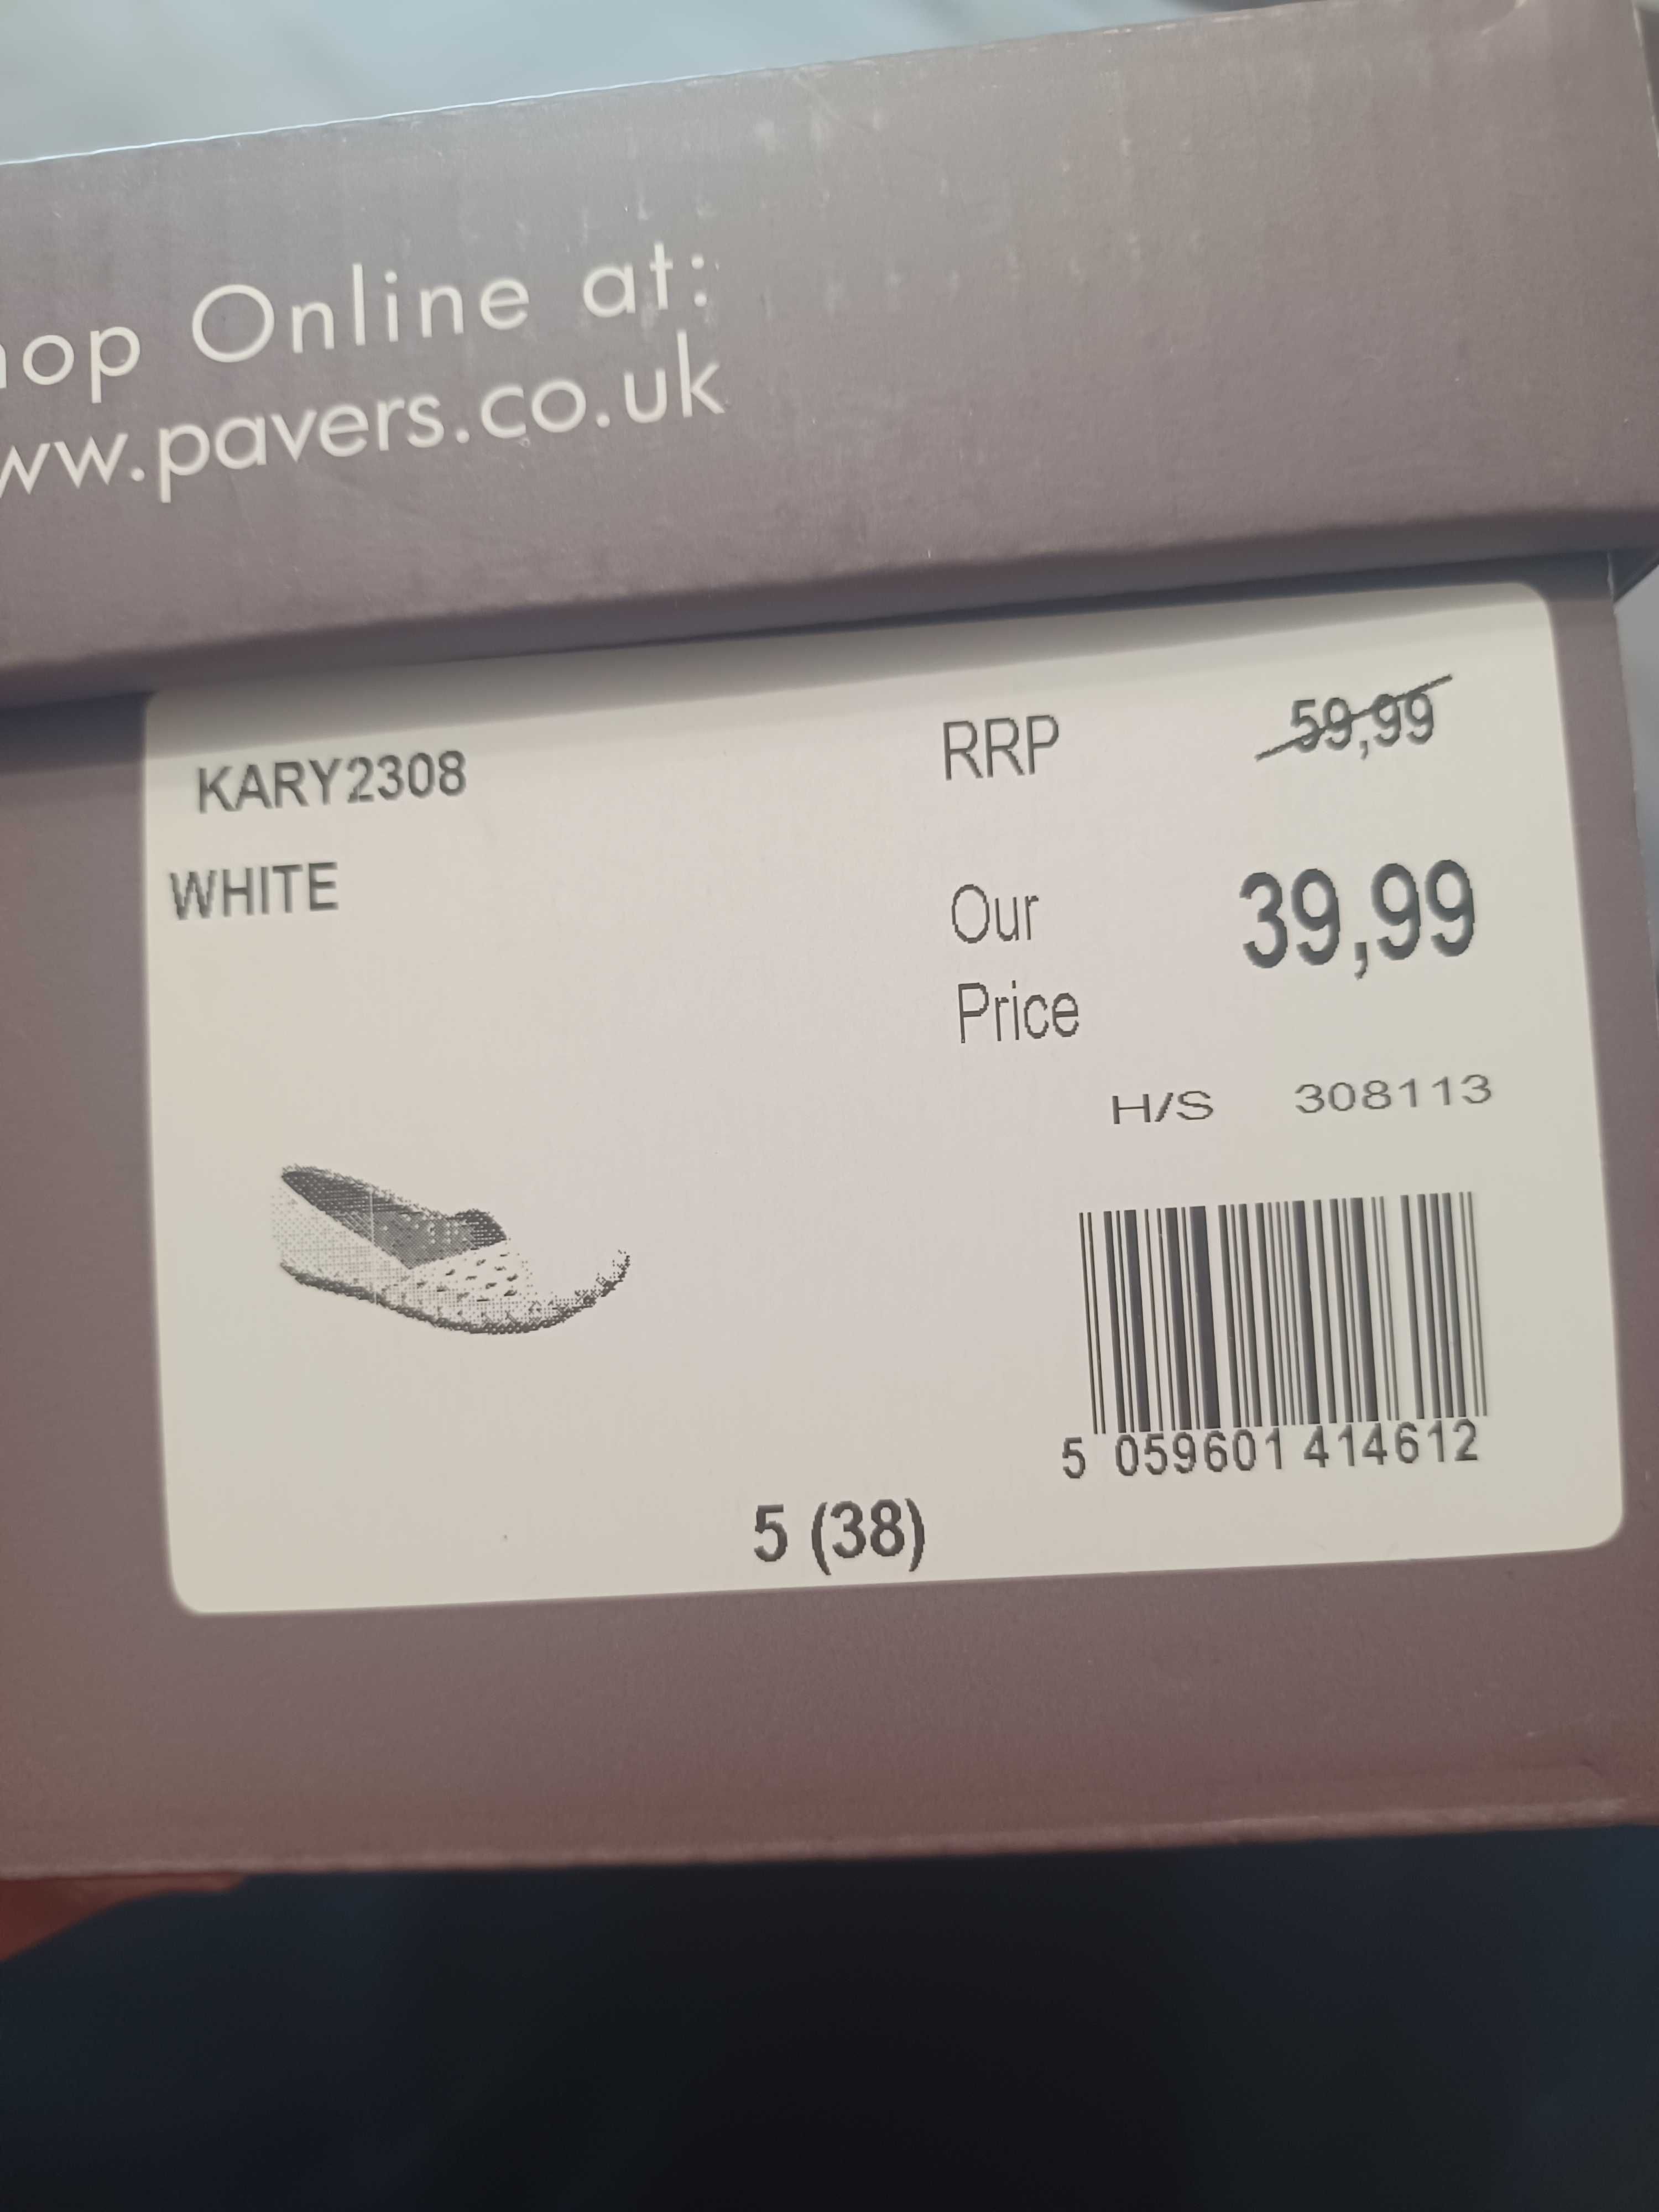 hop Online at:
ww.pavers.co.uk
KARY2308
WHITE
RRP 59,99
Our Price 39,99
H/S 308113
5 059601 414612
5 (38)